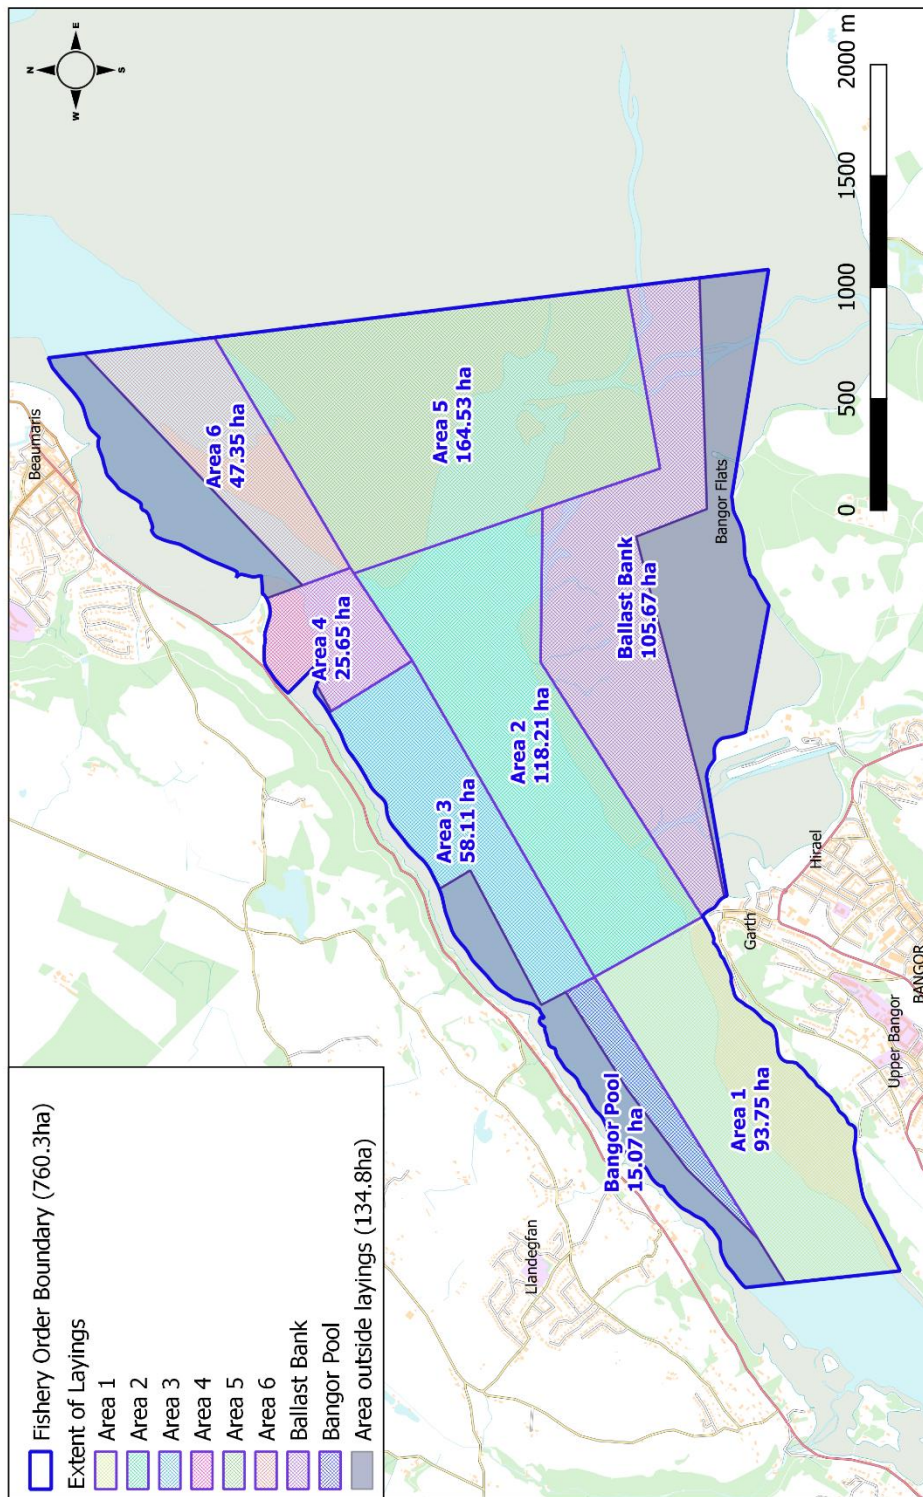 Fishery Order Boundary (760.3ha)
Extent of Layings
Area 1
Area 2
Area 3
Area 4
Area 5
Area 6
Ballast Bank
Bangor Pool
Area outside layings (134.8ha)
N
E
S
W
Beaumaris
Area 6
47.35 ha
Area 5
164.53 ha
Area 4
25.65 ha
Area 3
58.11 ha
Area 2
118.21 ha
Ballast Bank
105.67 ha
Bangor Flats
Bangor Pool
15.07 ha
Area 1
93.75 ha
Llandegfan
Garth
Hirael
Upper Bangor
BANGOR
0 500 1000 1500 2000 m